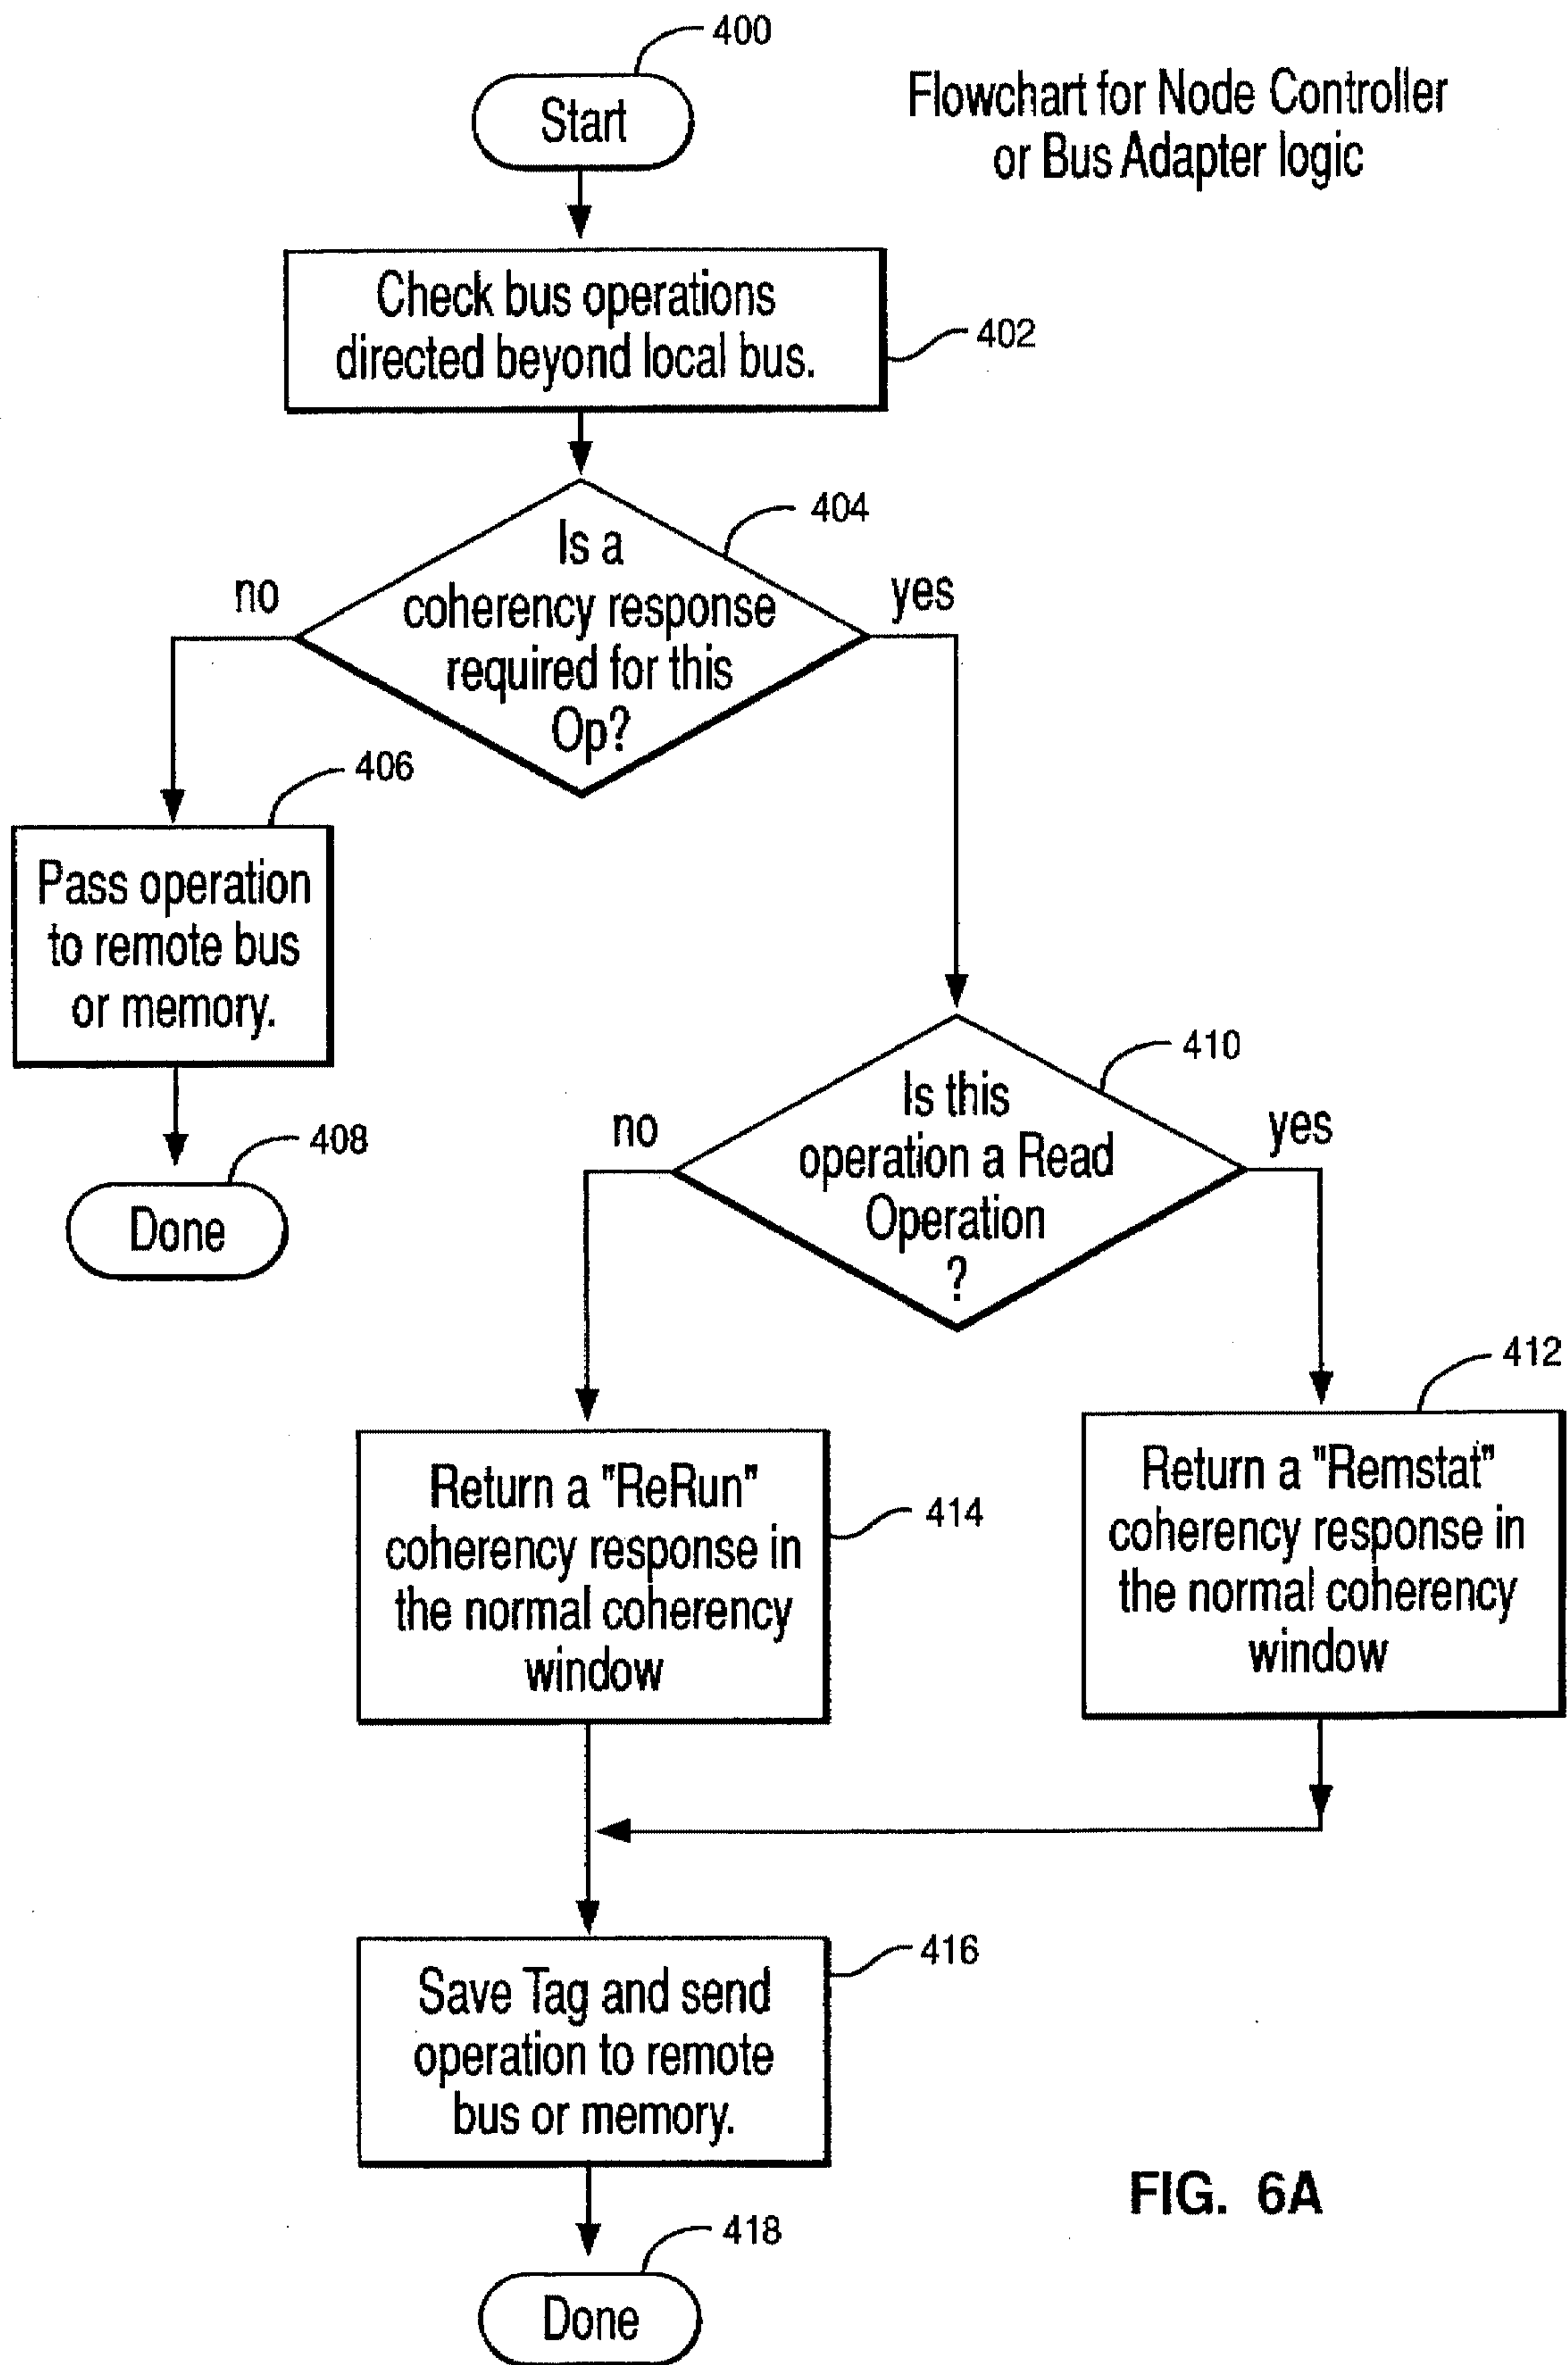 400
Start
Flowchart for Node Controller
or Bus Adapter logic
Check bus operations
directed beyond local bus.
402
404
Is a
coherency response
required for this
Op?
no
yes
406
Pass operation
to remote bus
or memory.
408
Done
410
Is this
operation a Read
Operation
?
no
yes
412
Return a "Remstat"
coherency response in
the normal coherency
window
Return a "ReRun"
coherency response in
the normal coherency
window
414
416
Save Tag and send
operation to remote
bus or memory.
FIG. 6A
418
Done